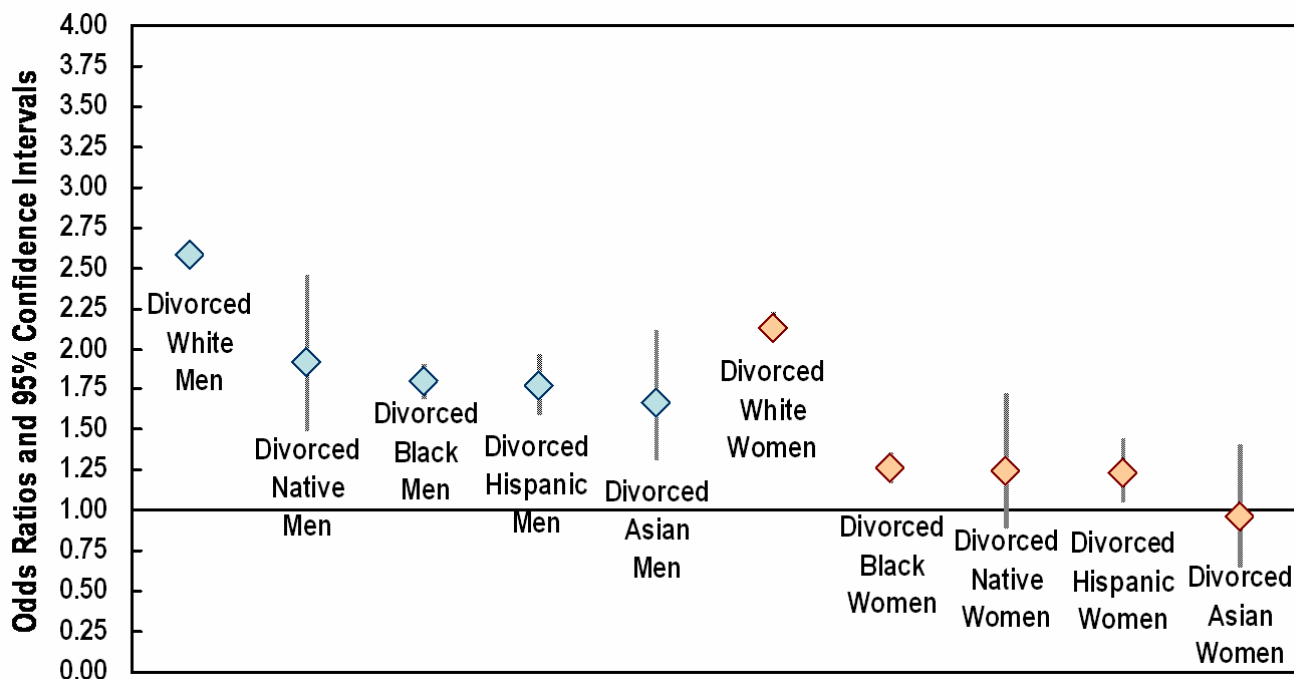 Odds Ratios and 95% Confidence Intervals
4.00
3.75
3.50
3.25
3.00
2.75
2.50
2.25
2.00
1.75
1.50
1.25
1.00
0.75
0.50
0.25
0.00
Divorced
White
Men
Divorced
Native
Men
Divorced
Black
Men
Divorced
Hispanic
Men
Divorced
Asian
Men
Divorced
White
Women
Divorced
Black
Women
Divorced
Native
Women
Divorced
Hispanic
Women
Divorced
Asian
Women